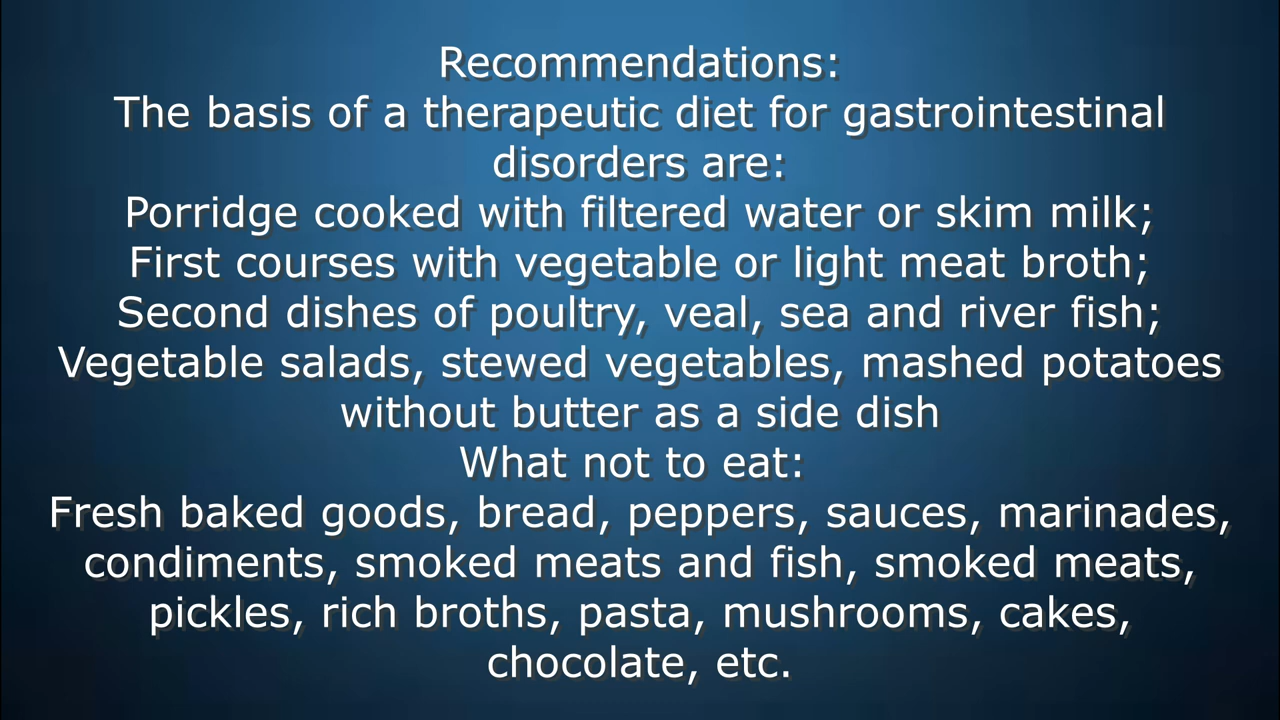 Recommendations:
The basis of a therapeutic diet for gastrointestinal
disorders are:
Porridge cooked with filtered water or skim milk;
First courses with vegetable or light meat broth;
Second dishes of poultry, veal, sea and river fish;
Vegetable salads, stewed vegetables, mashed potatoes
without butter as a side dish
What not to eat:
Fresh baked goods, bread, peppers, sauces, marinades,
condiments, smoked meats and fish, smoked meats,
pickles, rich broths, pasta, mushrooms, cakes,
chocolate, etc.